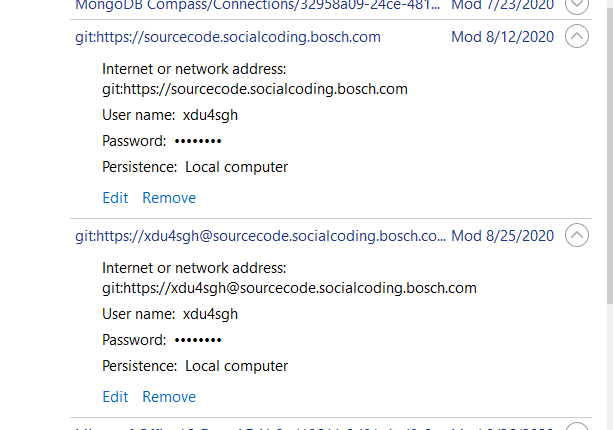 MongoDB Compass/Connections/32958a09-24ce-481... Mod 7/23/2020
git:https://sourcecode.socialcoding.bosch.com Mod 8/12/2020
Internet or network address:
git:https://sourcecode.socialcoding.bosch.com
User name: xdu4sgh
Password: ••••••••
Persistence: Local computer
Edit Remove
git:https://xdu4sgh@sourcecode.socialcoding.bosch.co... Mod 8/25/2020
Internet or network address:
git:https://xdu4sgh@sourcecode.socialcoding.bosch.com
User name: xdu4sgh
Password: ••••••••
Persistence: Local computer
Edit Remove